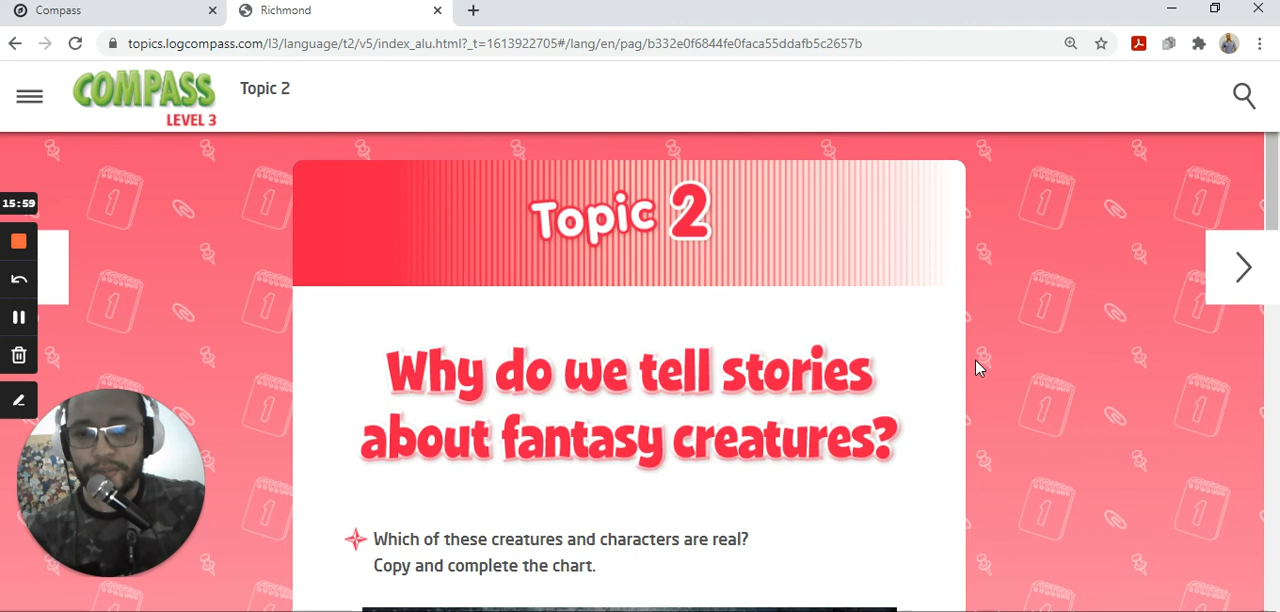 Compass
Richmond
topics.logcompass.com/l3/language/t2/v5/index_alu.html?_t=1613922705#/lang/en/pag/b332e0f6844fe0faca55ddafb5c2657b
COMPASS
LEVEL 3
Topic 2
15:59
Topic 2
Why do we tell stories
about fantasy creatures?
Which of these creatures and characters are real?
Copy and complete the chart.